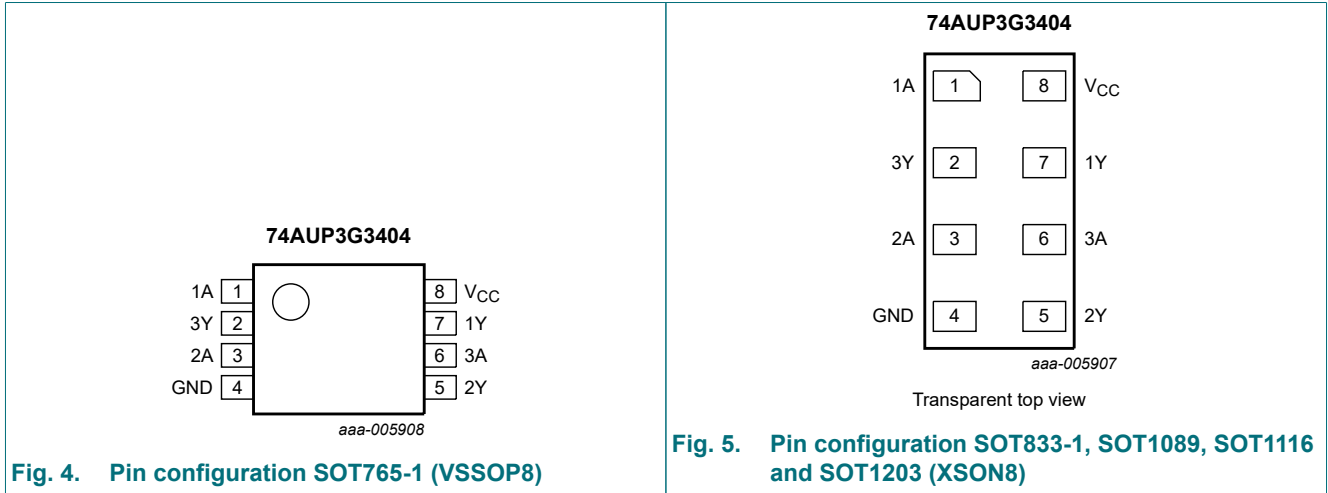 74AUP3G3404
1A 1 8 VCC
3Y 2 7 1Y
2A 3 6 3A
GND 4 5 2Y
aaa-005908
Fig. 4. Pin configuration SOT765-1 (VSSOP8)
74AUP3G3404
1A 1 8 VCC
3Y 2 7 1Y
2A 3 6 3A
GND 4 5 2Y
aaa-005907
Transparent top view
Fig. 5. Pin configuration SOT833-1, SOT1089, SOT1116
and SOT1203 (XSON8)